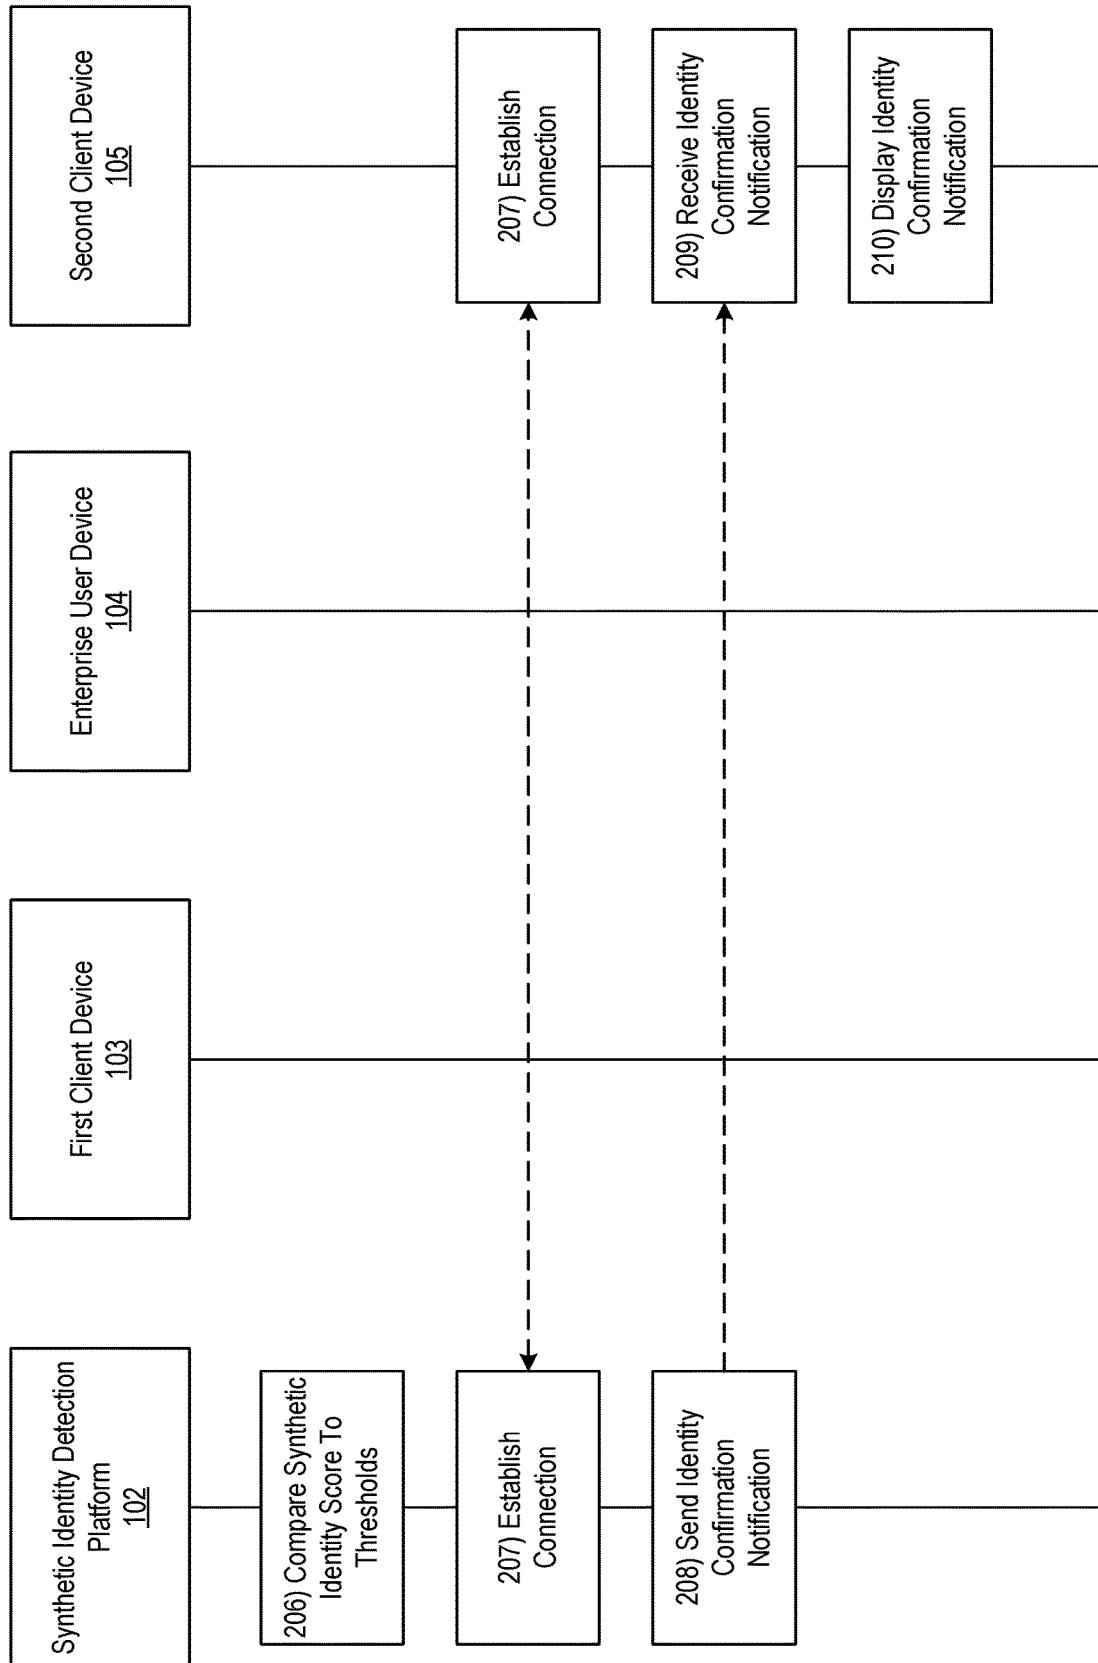 Synthetic Identity Detection
Platform
102
First Client Device
103
Enterprise User Device
104
Second Client Device
105
206) Compare Synthetic
Identity Score To
Thresholds
207) Establish
Connection
207) Establish
Connection
208) Send Identity
Confirmation
Notification
209) Receive Identity
Confirmation
Notification
210) Display Identity
Confirmation
Notification